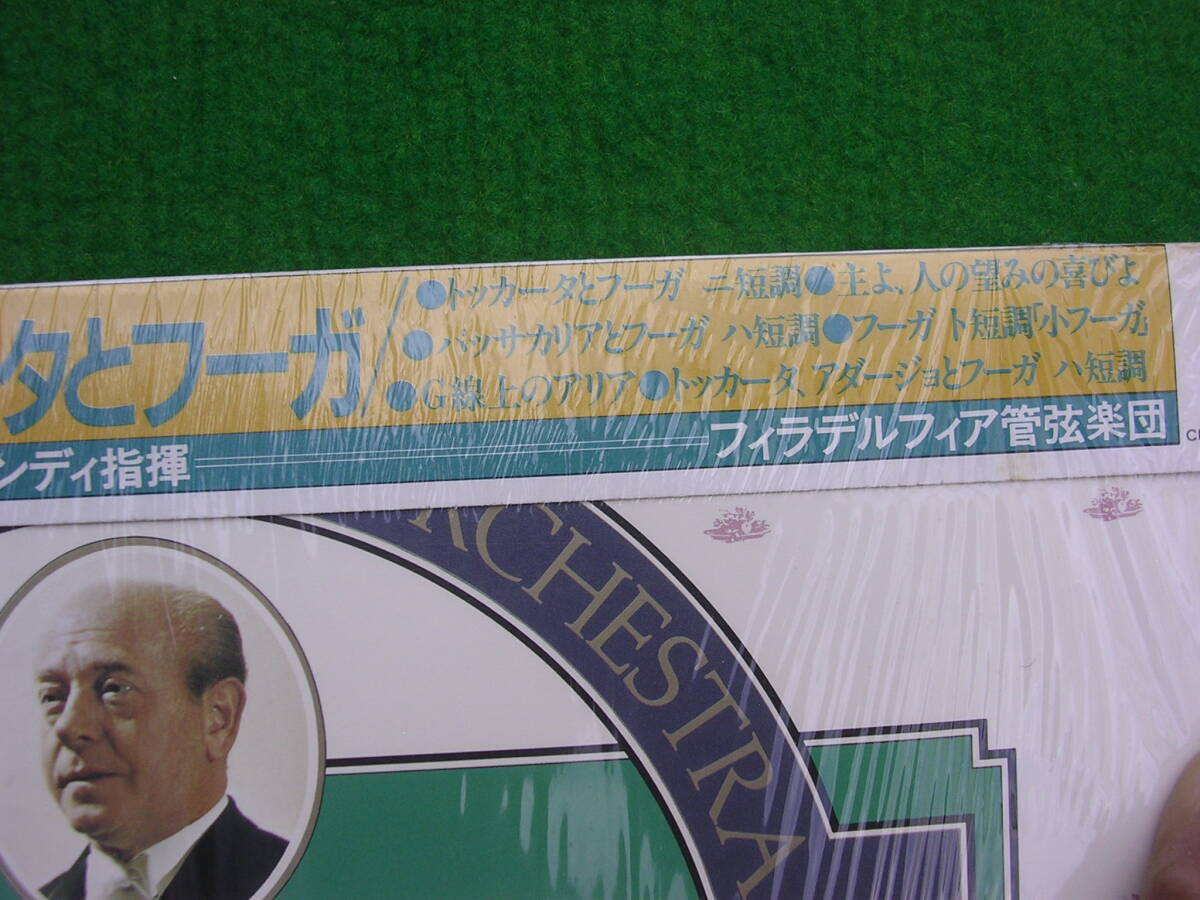 タとフーガ
●トッカータとフーガ ニ短調●主よ、人の望みの喜びよ
●パッサカリアとフーガ ハ短調●フーガ ト短調「小フーガ」
●G線上のアリア●トッカータ、アダージョとフーガ ハ短調
ンディ指揮 フィラデルフィア管弦楽団
RCHESTRA